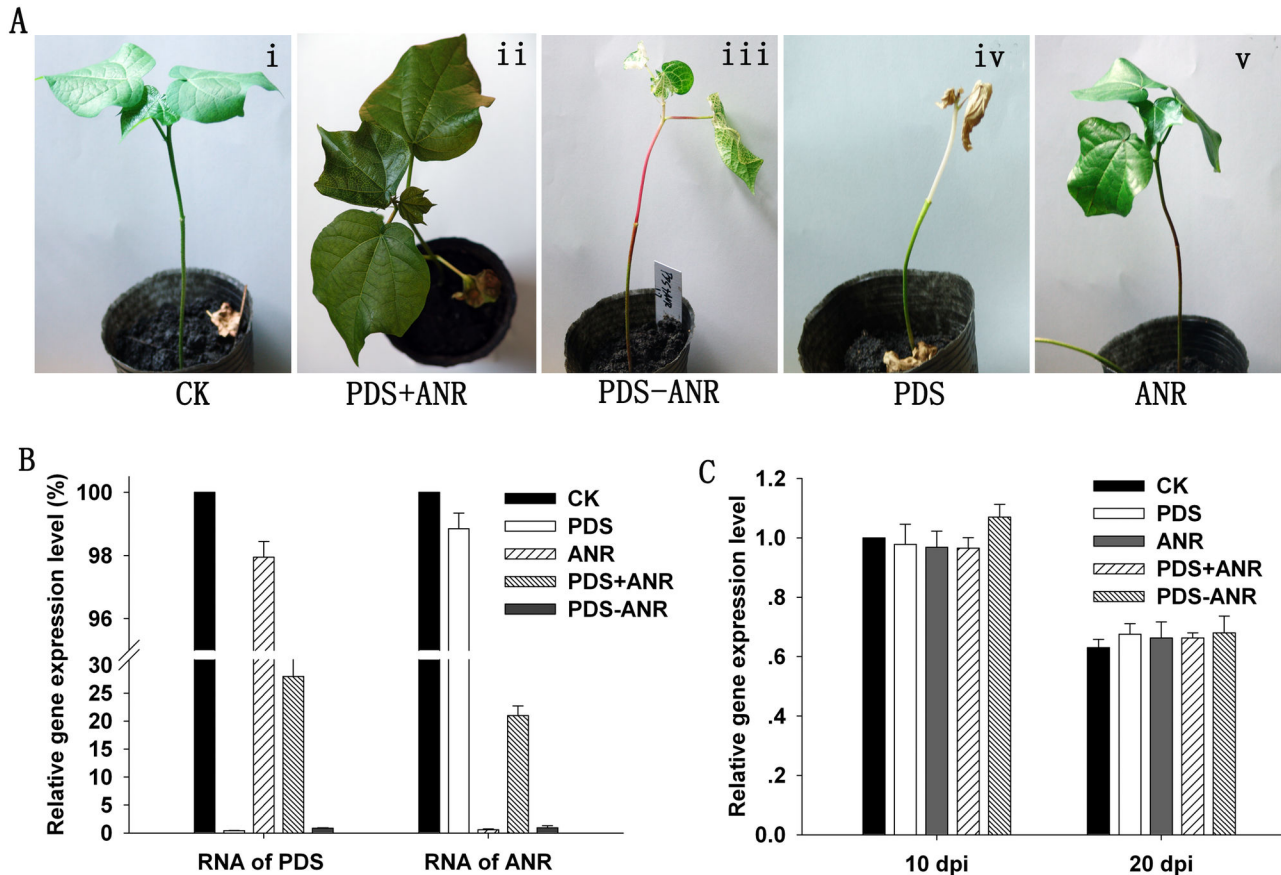 A
i
ii
iii
iv
v
CK
PDS+ANR
PDS-ANR
PDS
ANR
B
Relative gene expression level (%)
100
98
96
30
25
20
15
10
5
0
CK
PDS
ANR
PDS+ANR
PDS-ANR
RNA of PDS
RNA of ANR
C
Relative gene expression level
1.2
1.0
.8
.6
.4
.2
0.0
CK
PDS
ANR
PDS+ANR
PDS-ANR
10 dpi
20 dpi